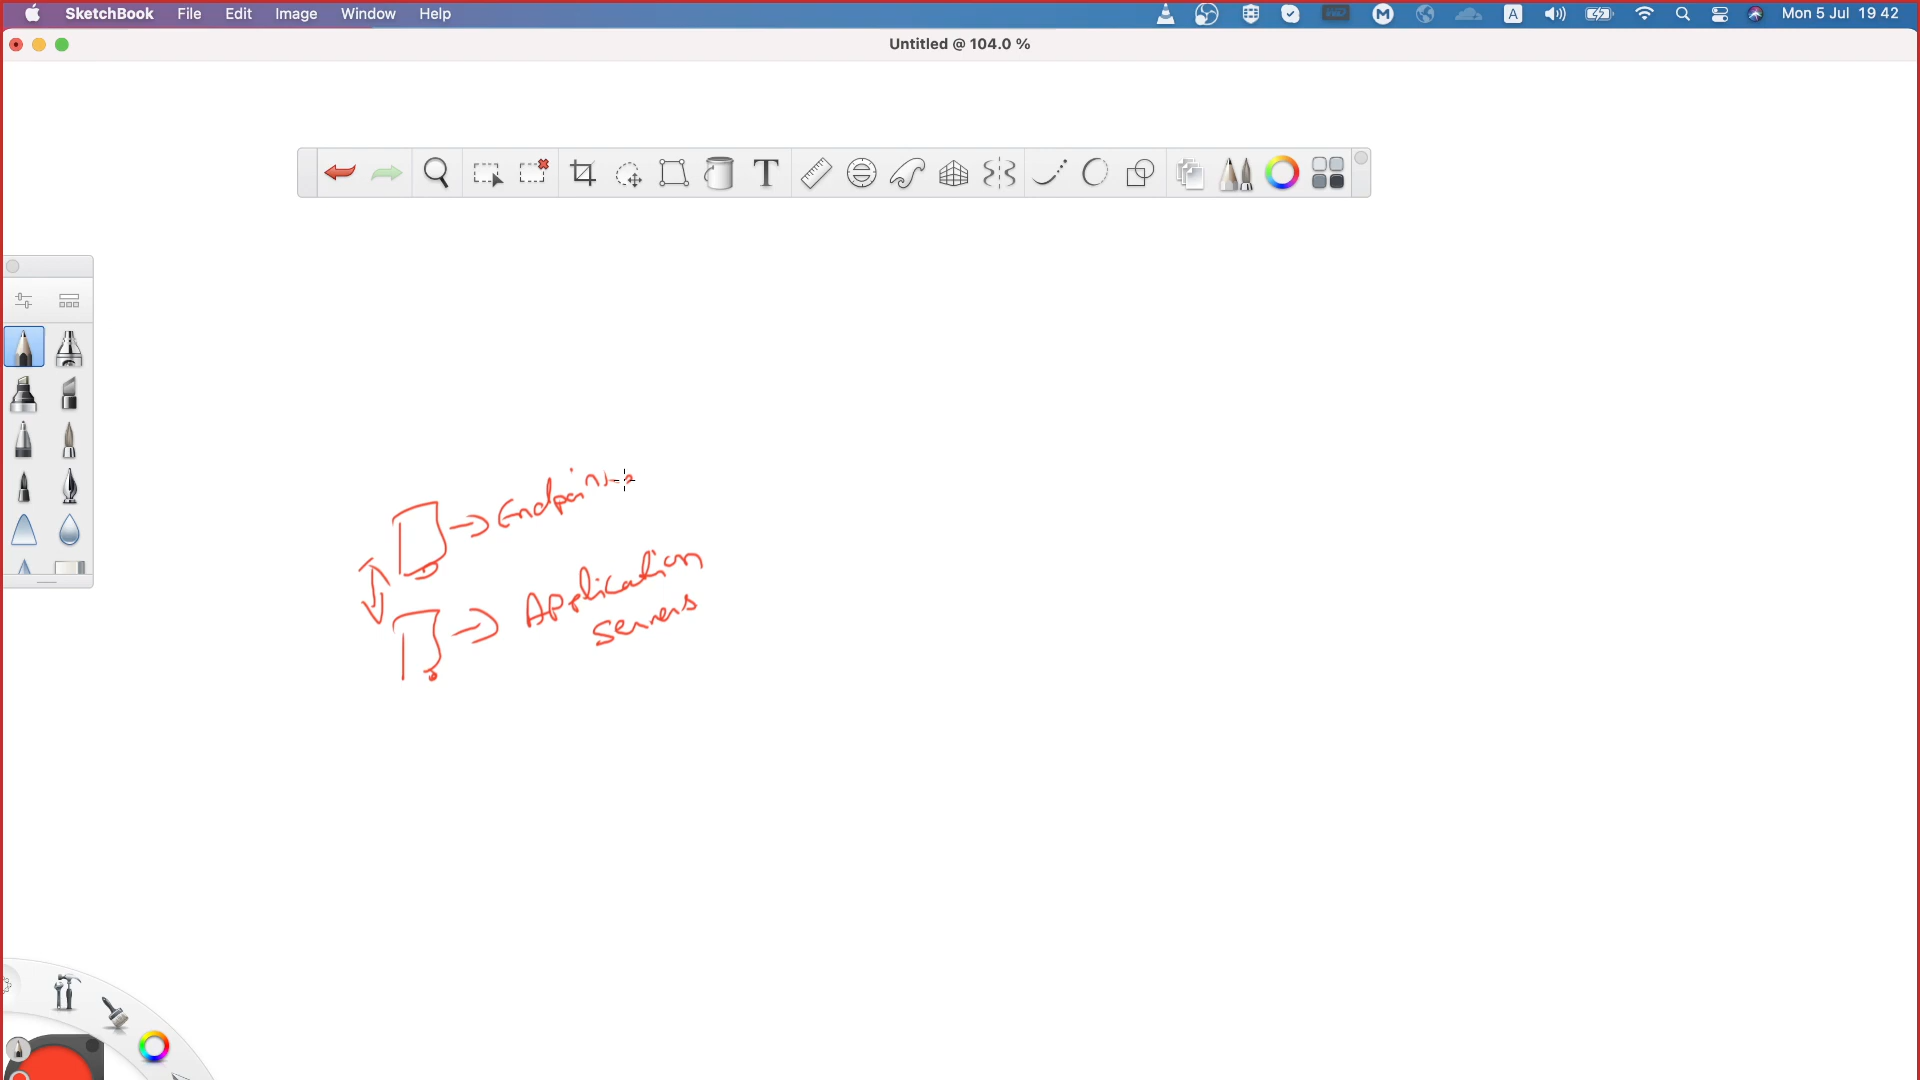 SketchBook File Edit Image Window Help A M Mon 5 Jul 19 42
Untitled @ 104.0 %
T
Endpoints
Application
Servers